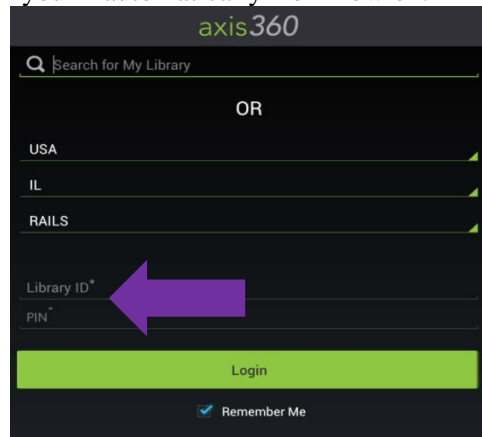 axis360
Search for My Library
OR
USA
IL
RAILS
Library ID*
PIN*
Login
Remember Me